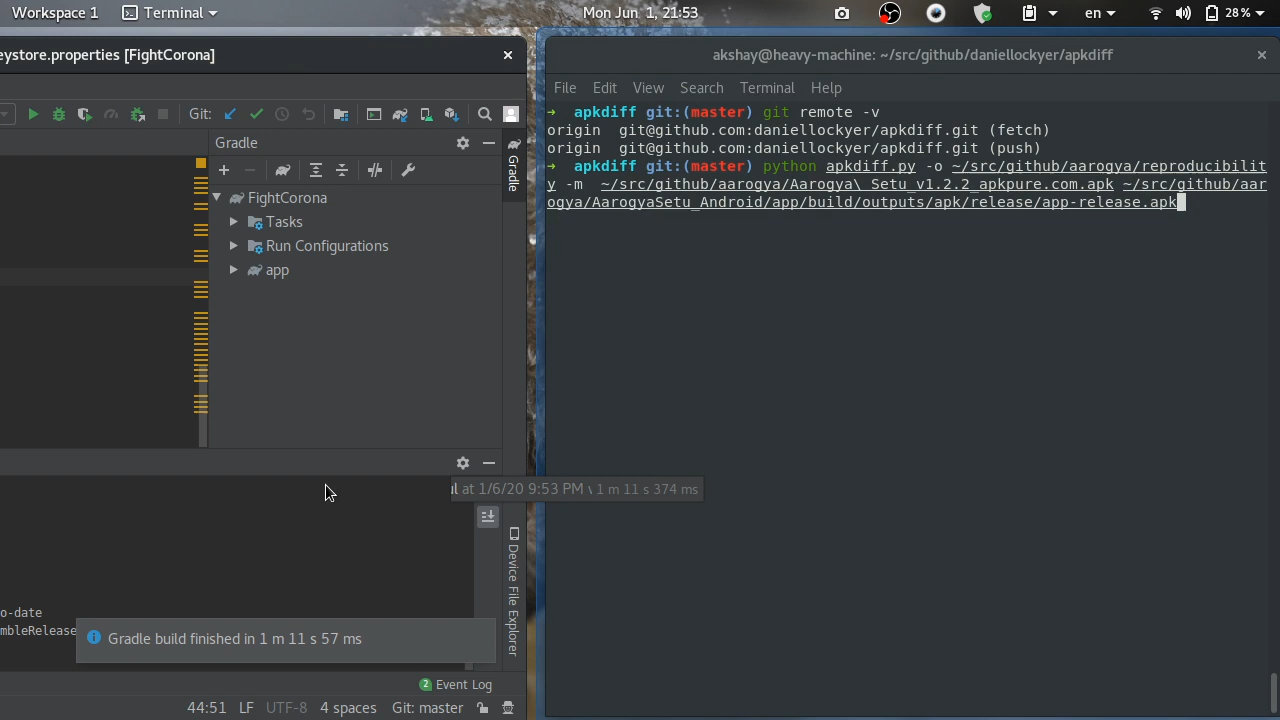 Workspace 1
Terminal
Mon Jun 1, 21:53
en
28%
eystore.properties [FightCorona]
akshay@heavy-machine: ~/src/github/daniellockyer/apkdiff
File Edit View Search Terminal Help
Git:
Gradle
Gradle
FightCorona
Tasks
Run Configurations
app
➜ apkdiff git:(master) git remote -v
origin git@github.com:daniellockyer/apkdiff.git (fetch)
origin git@github.com:daniellockyer/apkdiff.git (push)
➜ apkdiff git:(master) python apkdiff.py -o ~/src/github/aarogya/reproducibilit
y -m ~/src/github/aarogya/Aarogya\ Setu_v1.2.2_apkpure.com.apk ~/src/github/aar
ogya/AarogyaSetu_Android/app/build/outputs/apk/release/app-release.apk
ul at 1/6/20 9:53 PM 1 m 11 s 374 ms
Device File Explorer
o-date
mbleRelease
Gradle build finished in 1 m 11 s 57 ms
2 Event Log
44:51 LF UTF-8 4 spaces Git: master